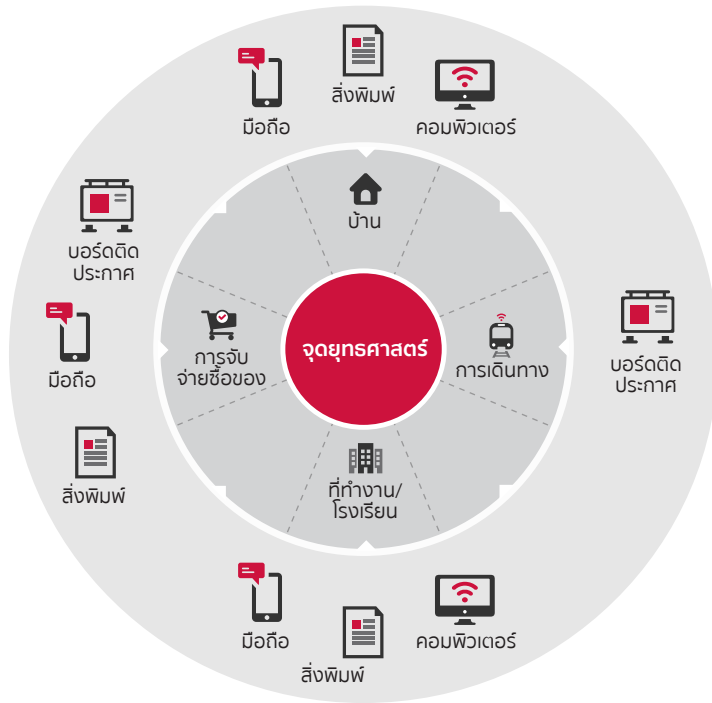 สิ่งพิมพ์
มือถือ
คอมพิวเตอร์
บ้าน
บอร์ดติด
ประกาศ
มือถือ
สิ่งพิมพ์
การจับ
จ่ายซื้อของ
จุดยุทธศาสตร์
การเดินทาง
บอร์ดติด
ประกาศ
ที่ทำงาน/
โรงเรียน
มือถือ
สิ่งพิมพ์
คอมพิวเตอร์